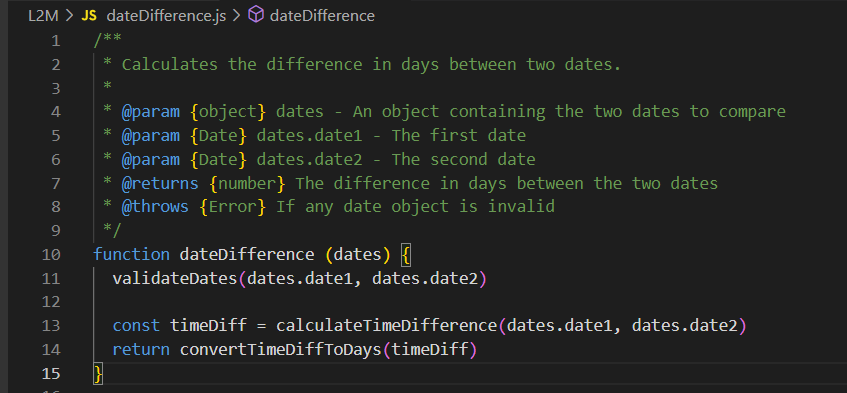 L2M > JS dateDifference.js > dateDifference
1 /**
2  * Calculates the difference in days between two dates.
3  *
4  * @param {object} dates - An object containing the two dates to compare
5  * @param {Date} dates.date1 - The first date
6  * @param {Date} dates.date2 - The second date
7  * @returns {number} The difference in days between the two dates
8  * @throws {Error} If any date object is invalid
9  */
10 function dateDifference (dates) {
11   validateDates(dates.date1, dates.date2)
12
13   const timeDiff = calculateTimeDifference(dates.date1, dates.date2)
14   return convertTimeDiffToDays(timeDiff)
15 }